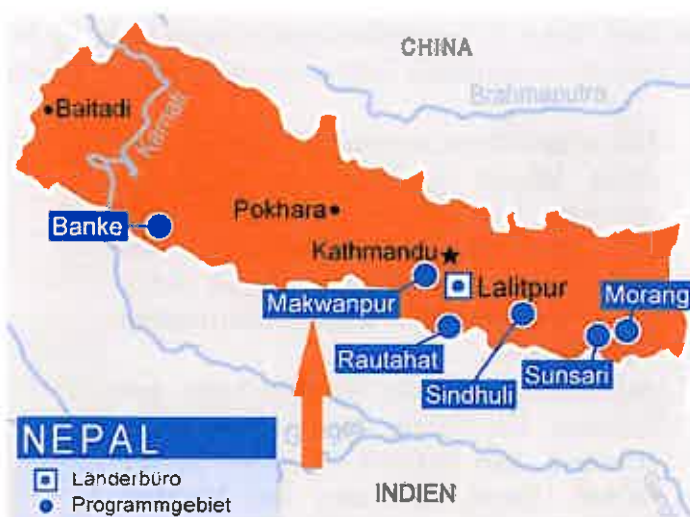 CHINA
Brahmaputra
Baitadi
Karnali
Pokhara
Banke
Kathmandu
Makwanpur
Lalitpur
Morang
Rautahat
Sindhuli
Sunsari
NEPAL
Länderbüro
Programmgebiet
INDIEN